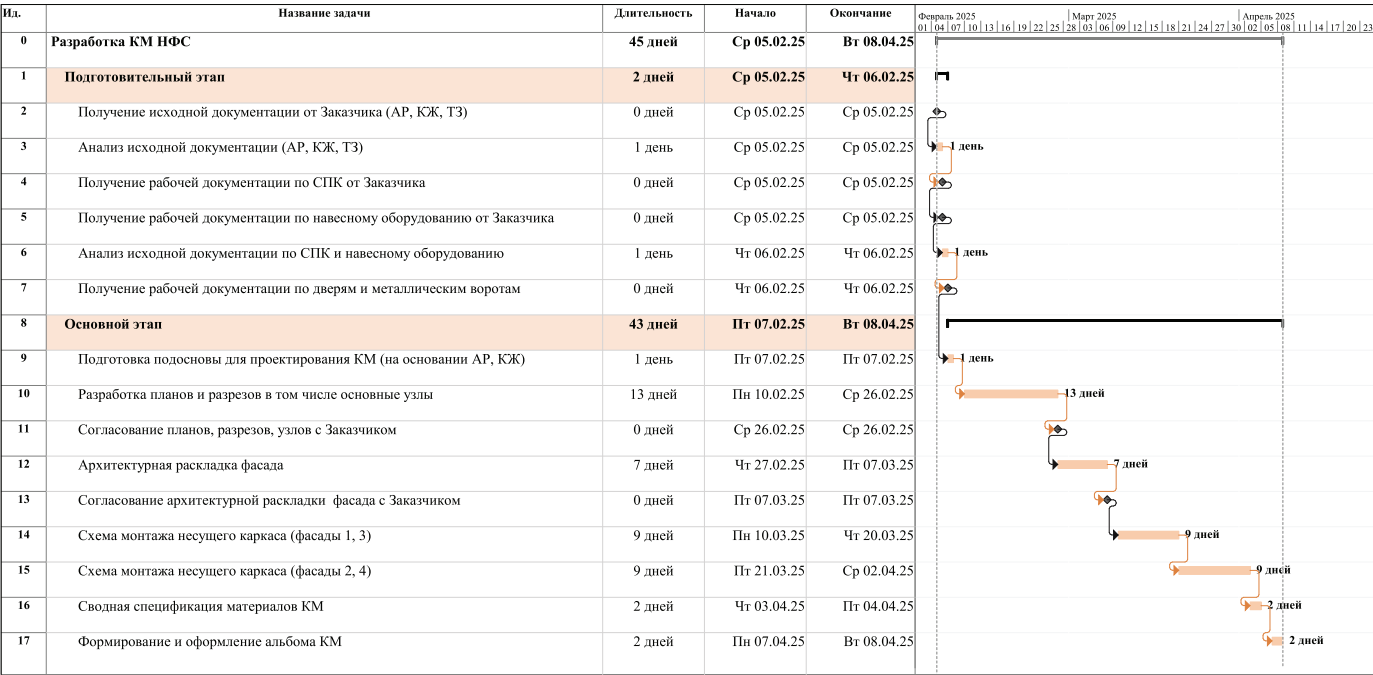 Ид. Название задачи Длительность Начало Окончание Февраль 2025 Март 2025 Апрель 2025
01 04 07 10 13 16 19 22 25 28 03 06 09 12 15 18 21 24 27 30 02 05 08 11 14 17 20 23
0 Разработка КМ НФС 45 дней Ср 05.02.25 Вт 08.04.25
1 Подготовительный этап 2 дней Ср 05.02.25 Чт 06.02.25
2 Получение исходной документации от Заказчика (АР, КЖ, ТЗ) 0 дней Ср 05.02.25 Ср 05.02.25
3 Анализ исходной документации (АР, КЖ, ТЗ) 1 день Ср 05.02.25 Ср 05.02.25 1 день
4 Получение рабочей документации по СПК от Заказчика 0 дней Ср 05.02.25 Ср 05.02.25
5 Получение рабочей документации по навесному оборудованию от Заказчика 0 дней Ср 05.02.25 Ср 05.02.25
6 Анализ исходной документации по СПК и навесному оборудованию 1 день Чт 06.02.25 Чт 06.02.25 1 день
7 Получение рабочей документации по дверям и металлическим воротам 0 дней Чт 06.02.25 Чт 06.02.25
8 Основной этап 43 дней Пт 07.02.25 Вт 08.04.25
9 Подготовка подосновы для проектирования КМ (на основании АР, КЖ) 1 день Пт 07.02.25 Пт 07.02.25 1 день
10 Разработка планов и разрезов в том числе основные узлы 13 дней Пн 10.02.25 Ср 26.02.25 13 дней
11 Согласование планов, разрезов, узлов с Заказчиком 0 дней Ср 26.02.25 Ср 26.02.25
12 Архитектурная раскладка фасада 7 дней Чт 27.02.25 Пт 07.03.25 7 дней
13 Согласование архитектурной раскладки фасада с Заказчиком 0 дней Пт 07.03.25 Пт 07.03.25
14 Схема монтажа несущего каркаса (фасады 1, 3) 9 дней Пн 10.03.25 Чт 20.03.25 9 дней
15 Схема монтажа несущего каркаса (фасады 2, 4) 9 дней Пт 21.03.25 Ср 02.04.25 9 дней
16 Сводная спецификация материалов КМ 2 дней Чт 03.04.25 Пт 04.04.25 2 дней
17 Формирование и оформление альбома КМ 2 дней Пн 07.04.25 Вт 08.04.25 2 дней